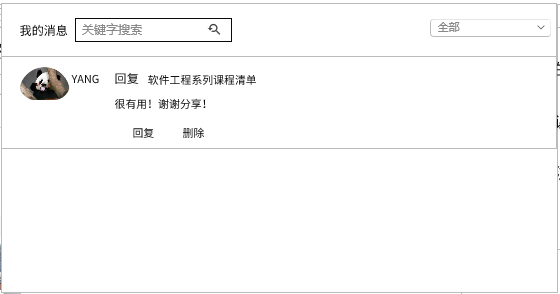 我的消息 关键字搜索 全部
YANG 回复 软件工程系列课程清单
很有用！谢谢分享！
回复 删除